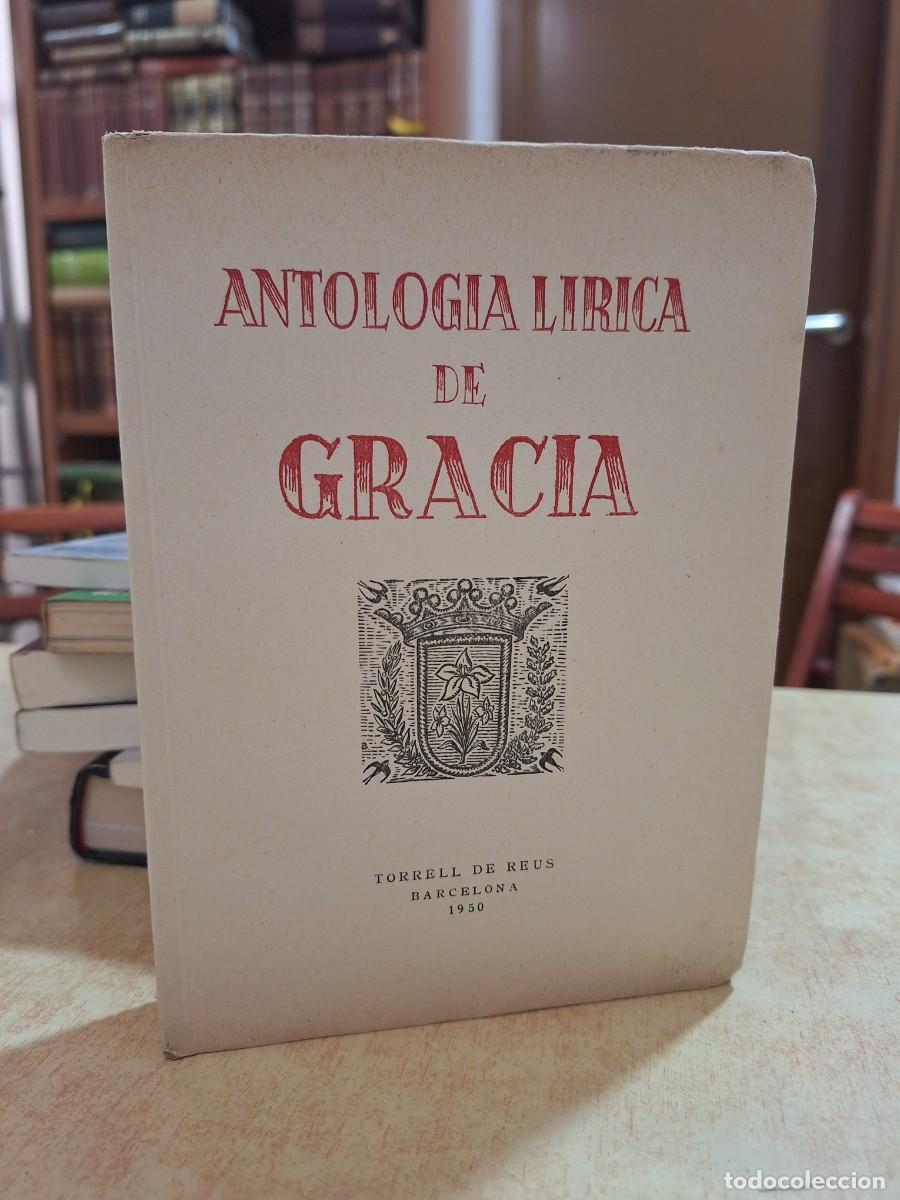 ANTOLOGIA LIRICA
DE
GRACIA
TORRELL DE REUS
BARCELONA
1950
todocoleccion